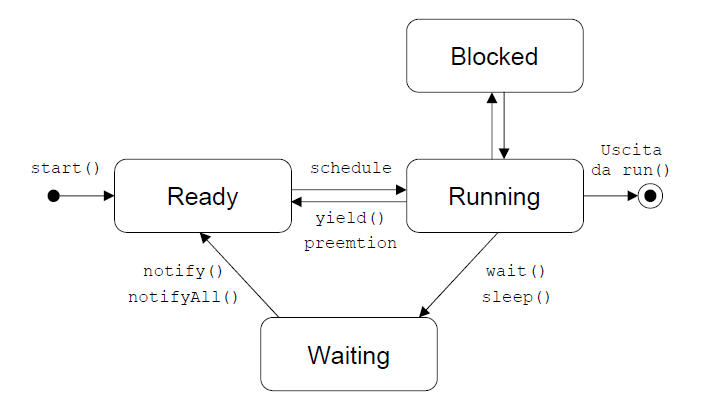 Blocked
start()
Ready
schedule
yield()
preemtion
Running
Uscita
da run()
notify()
notifyAll()
wait()
sleep()
Waiting